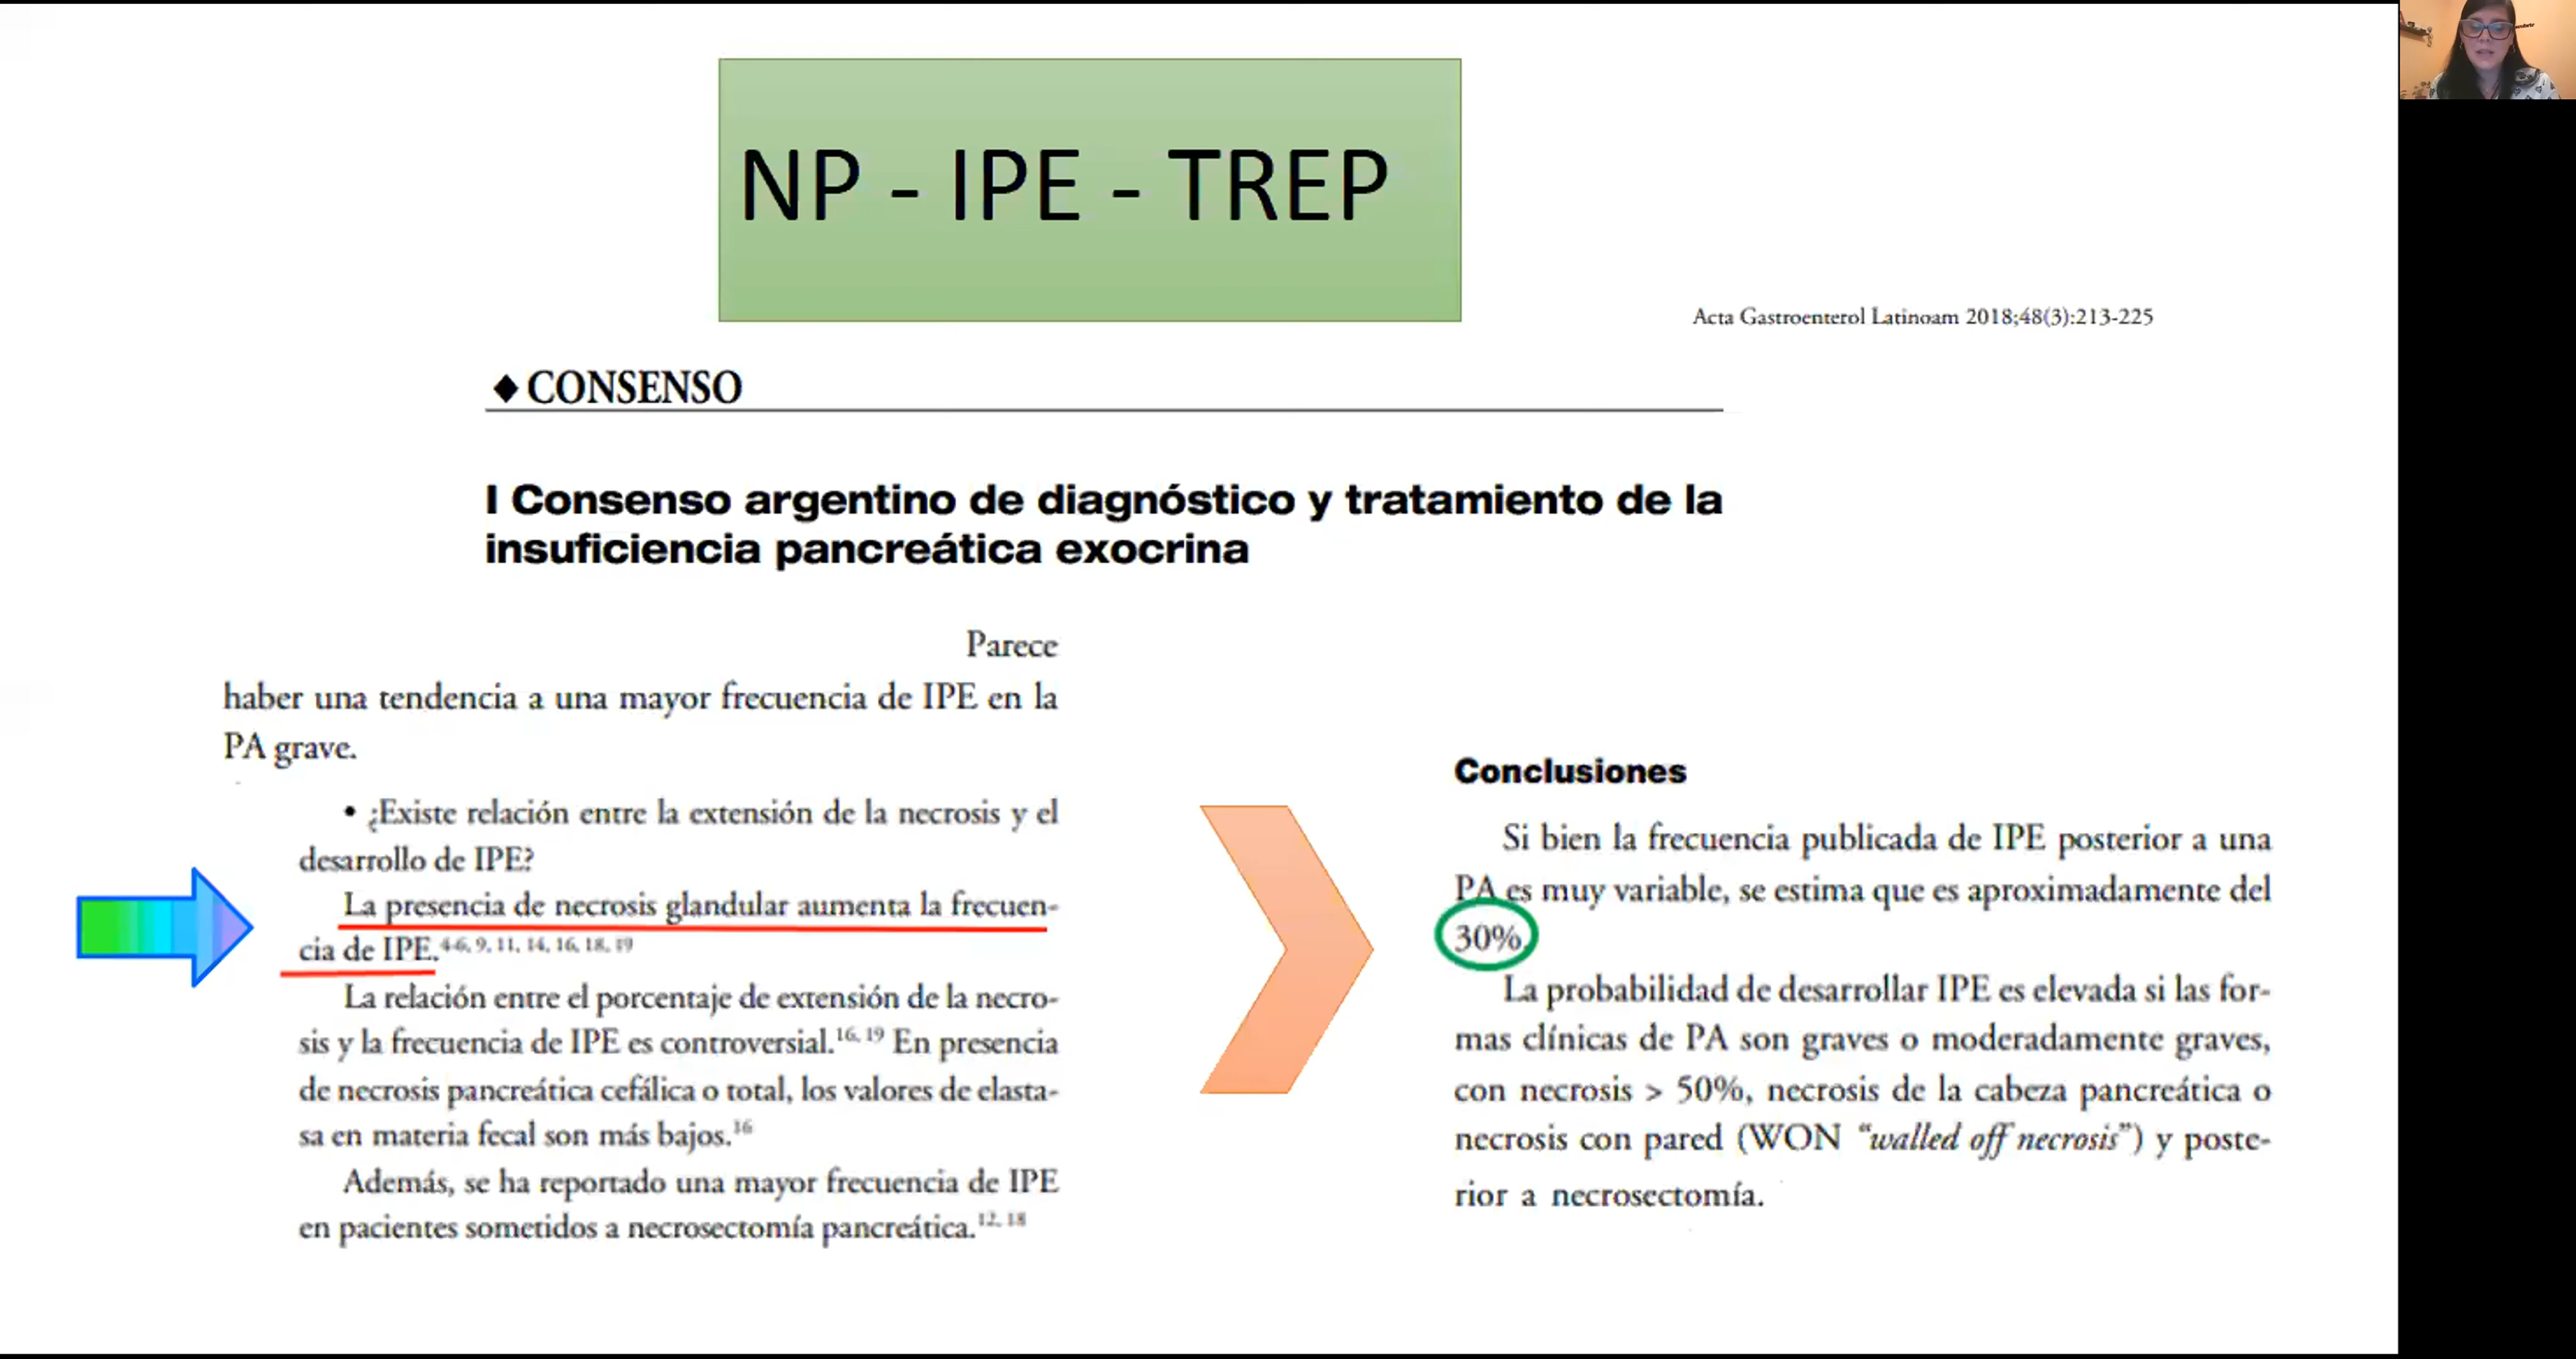 NP - IPE - TREP
Acta Gastroenterol Latinoam 2018;48(3):213-225
◆ CONSENSO
I Consenso argentino de diagnóstico y tratamiento de la
insuficiencia pancreática exocrina
Parece
haber una tendencia a una mayor frecuencia de IPE en la
PA grave.
• ¿Existe relación entre la extensión de la necrosis y el
desarrollo de IPE?
La presencia de necrosis glandular aumenta la frecuen-
cia de IPE.4-6, 9, 11, 14, 16, 18, 19
La relación entre el porcentaje de extensión de la necro-
sis y la frecuencia de IPE es controversial.16, 19 En presencia
de necrosis pancreática cefálica o total, los valores de elasta-
sa en materia fecal son más bajos.16
Además, se ha reportado una mayor frecuencia de IPE
en pacientes sometidos a necrosectomía pancreática.12, 18
Conclusiones
Si bien la frecuencia publicada de IPE posterior a una
PA es muy variable, se estima que es aproximadamente del
30%.
La probabilidad de desarrollar IPE es elevada si las for-
mas clínicas de PA son graves o moderadamente graves,
con necrosis > 50%, necrosis de la cabeza pancreática o
necrosis con pared (WON “walled off necrosis”) y poste-
rior a necrosectomía.